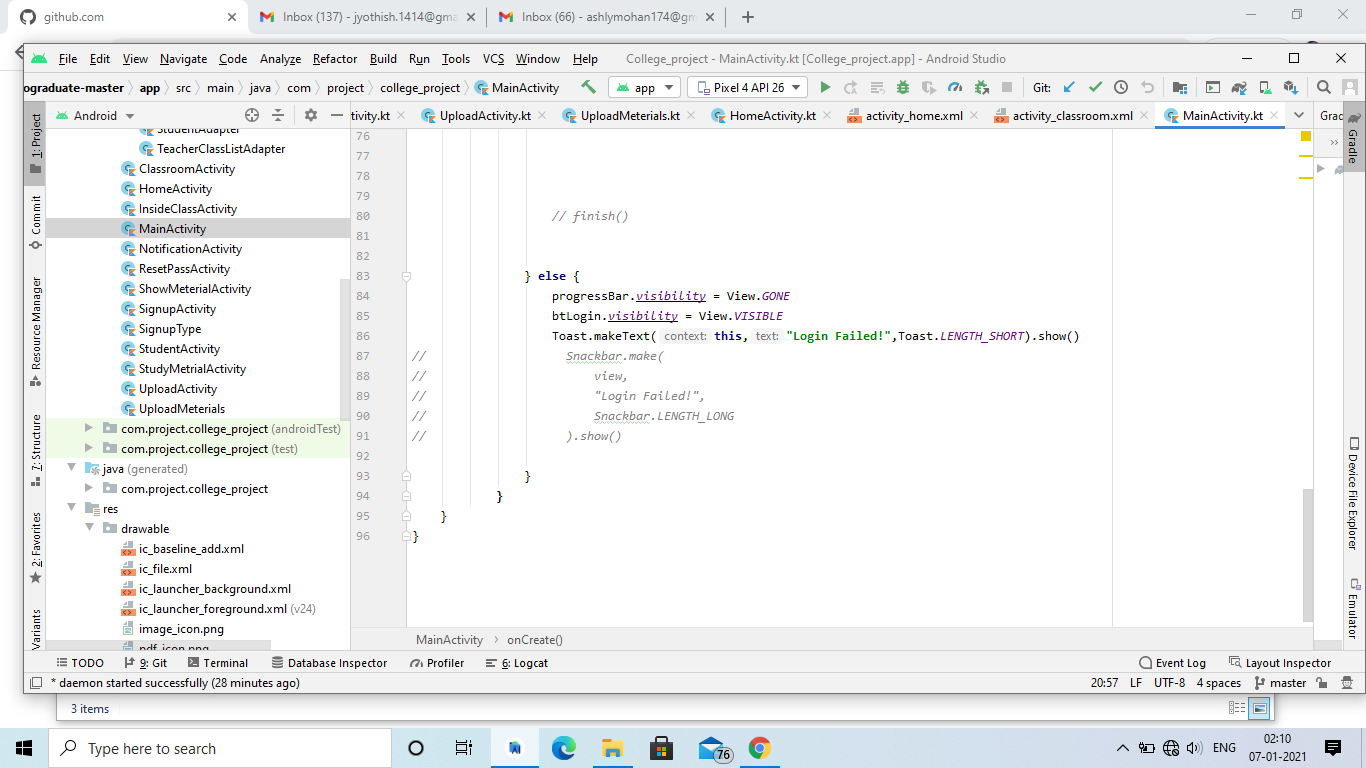 github.com
Inbox (137) - jyothish.1414@gma
Inbox (66) - ashlymohan174@gm
File Edit View Navigate Code Analyze Refactor Build Run Tools VCS Window Help College_project - MainActivity.kt [College_project.app] - Android Studio
ograduate-master app src main java com project college_project MainActivity app Pixel 4 API 26 Git:
Android
tivity.kt UploadActivity.kt UploadMeterials.kt HomeActivity.kt activity_home.xml activity_classroom.xml MainActivity.kt Grad
1: Project
Commit
Resource Manager
7: Structure
2: Favorites
Variants
StudentAdapter
TeacherClassListAdapter
ClassroomActivity
HomeActivity
InsideClassActivity
MainActivity
NotificationActivity
ResetPassActivity
ShowMeterialActivity
SignupActivity
SignupType
StudentActivity
StudyMetrialActivity
UploadActivity
UploadMeterials
com.project.college_project (androidTest)
com.project.college_project (test)
java (generated)
com.project.college_project
res
drawable
ic_baseline_add.xml
ic_file.xml
ic_launcher_background.xml
ic_launcher_foreground.xml (v24)
image_icon.png
pdf_icon.png
76
77
78
79
80 // finish()
81
82
83 } else {
84 progressBar.visibility = View.GONE
85 btLogin.visibility = View.VISIBLE
86 Toast.makeText( context: this, text: "Login Failed!",Toast.LENGTH_SHORT).show()
87 // Snackbar.make(
88 // view,
89 // "Login Failed!",
90 // Snackbar.LENGTH_LONG
91 // ).show()
92
93 }
94 }
95 }
96 }
MainActivity onCreate()
Gradle
Device File Explorer
Emulator
TODO 9: Git Terminal Database Inspector Profiler 6: Logcat Event Log Layout Inspector
* daemon started successfully (28 minutes ago) 20:57 LF UTF-8 4 spaces master
3 items
Type here to search
76
ENG
02:10
07-01-2021